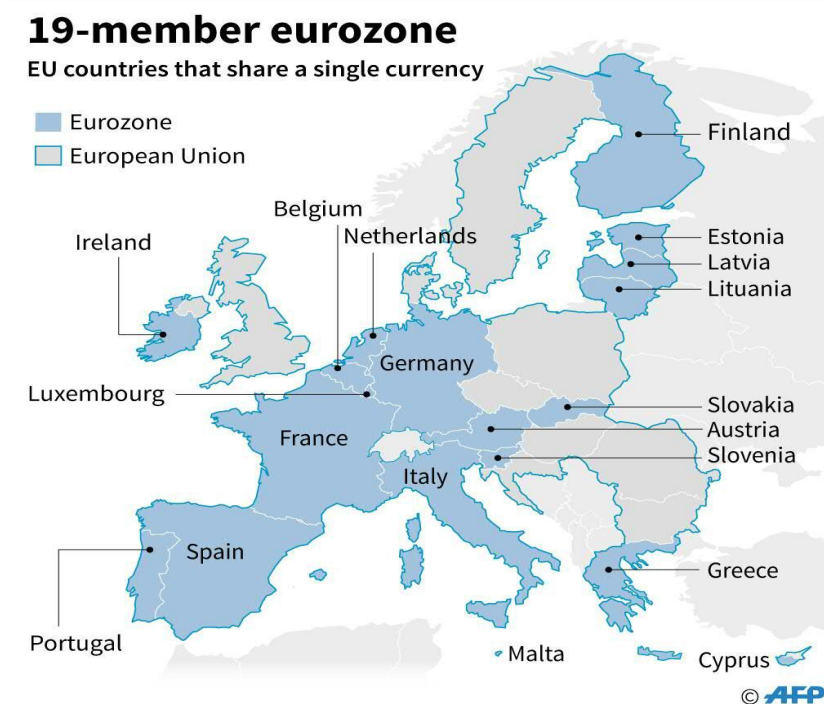 19-member eurozone
EU countries that share a single currency
Eurozone
European Union
Finland
Belgium
Netherlands
Ireland
Estonia
Latvia
Lituania
Germany
Luxembourg
Slovakia
Austria
Slovenia
France
Italy
Spain
Greece
Portugal
Malta
Cyprus
© AFP